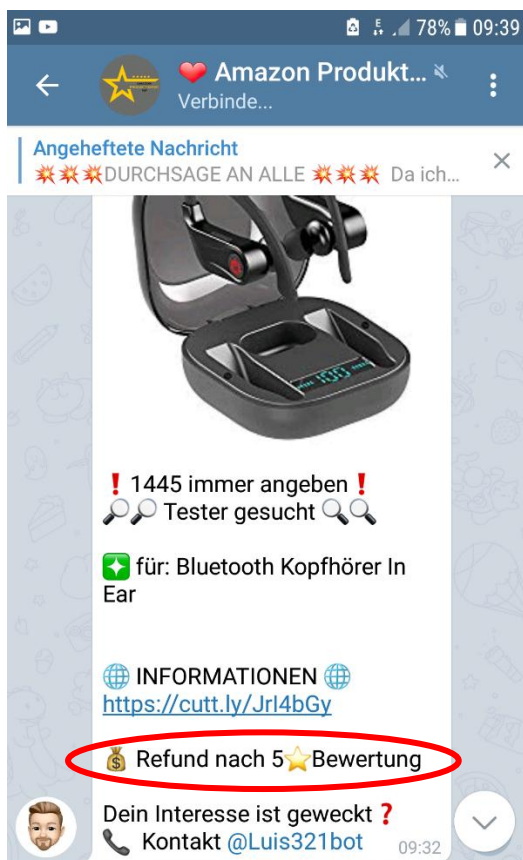 78% 09:39
❤ Amazon Produkt...
Verbinde...
Angeheftete Nachricht
💥💥💥DURCHSAGE AN ALLE 💥💥💥 Da ich...
100
❗ 1445 immer angeben ❗
🔎🔎 Tester gesucht 🔍🔍
für: Bluetooth Kopfhörer In
Ear
🌐 INFORMATIONEN 🌐
https://cutt.ly/JrI4bGy
💰 Refund nach 5⭐Bewertung
Dein Interesse ist geweckt ❓
📞 Kontakt @Luis321bot 09:32